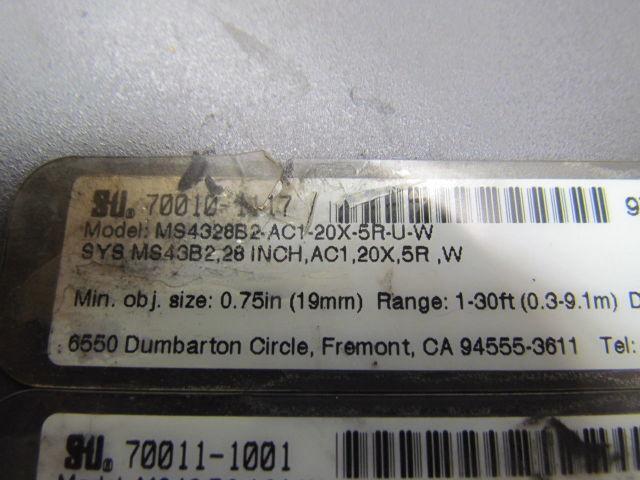 70010-1117
Model: MS4328B2-AC1-20X-5R-U-W
SYS MS43B2,28 INCH,AC1,20X,5R ,W
Min. obj. size: 0.75in (19mm) Range: 1-30ft (0.3-9.1m) D
6550 Dumbarton Circle, Fremont, CA 94555-3611 Tel:
70011-1001